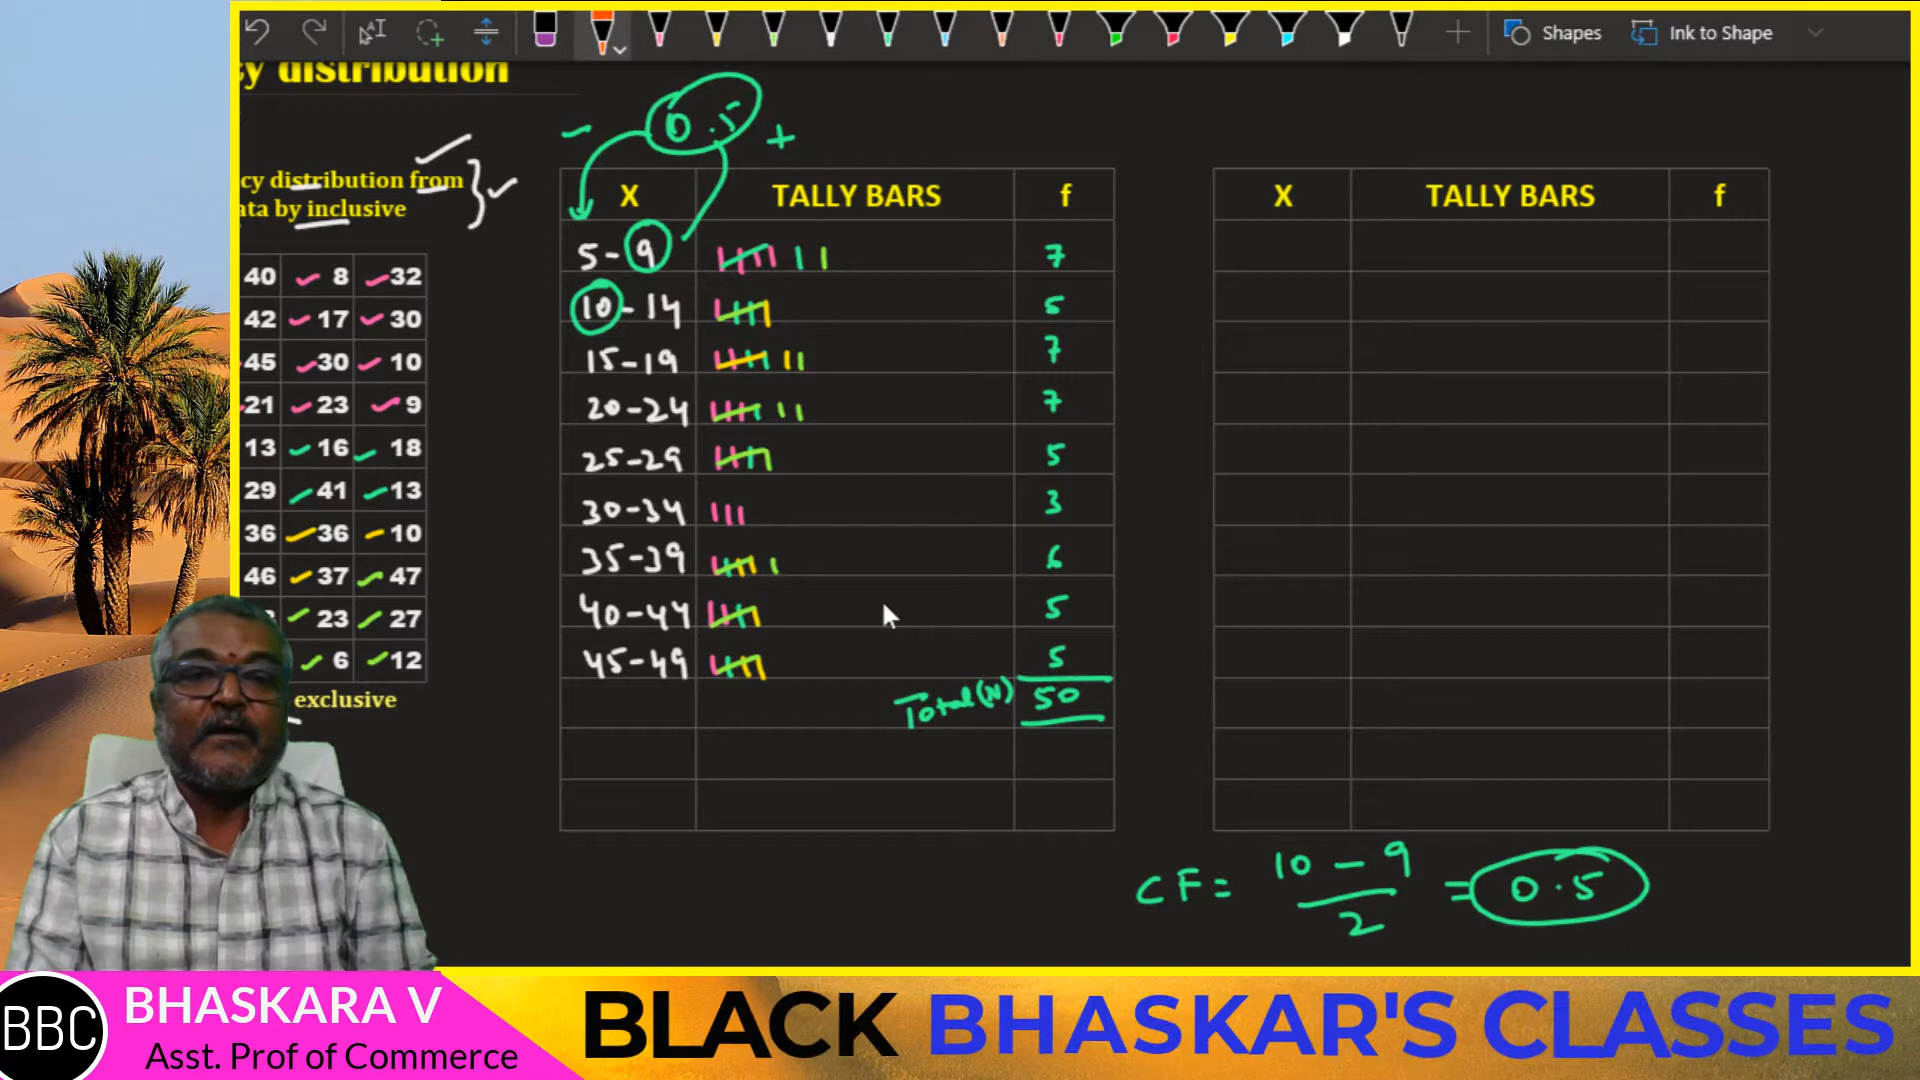 Shapes
Ink to Shape
cy distribution
0.5
-
+
cy distribution from
ata by inclusive
40 8 32
42 17 30
45 30 10
21 23 9
13 16 18
29 41 13
36 36 10
46 37 47
23 27
6 12
exclusive
X TALLY BARS f
5-9 7
10-14 5
15-19 7
20-24 7
25-29 5
30-34 3
35-39 6
40-44 5
45-49 5
Total (N) 50
X TALLY BARS f
CF = 10 - 9 / 2 = 0.5
BBC
BHASKARA V
Asst. Prof of Commerce
BLACK BHASKAR'S CLASSES